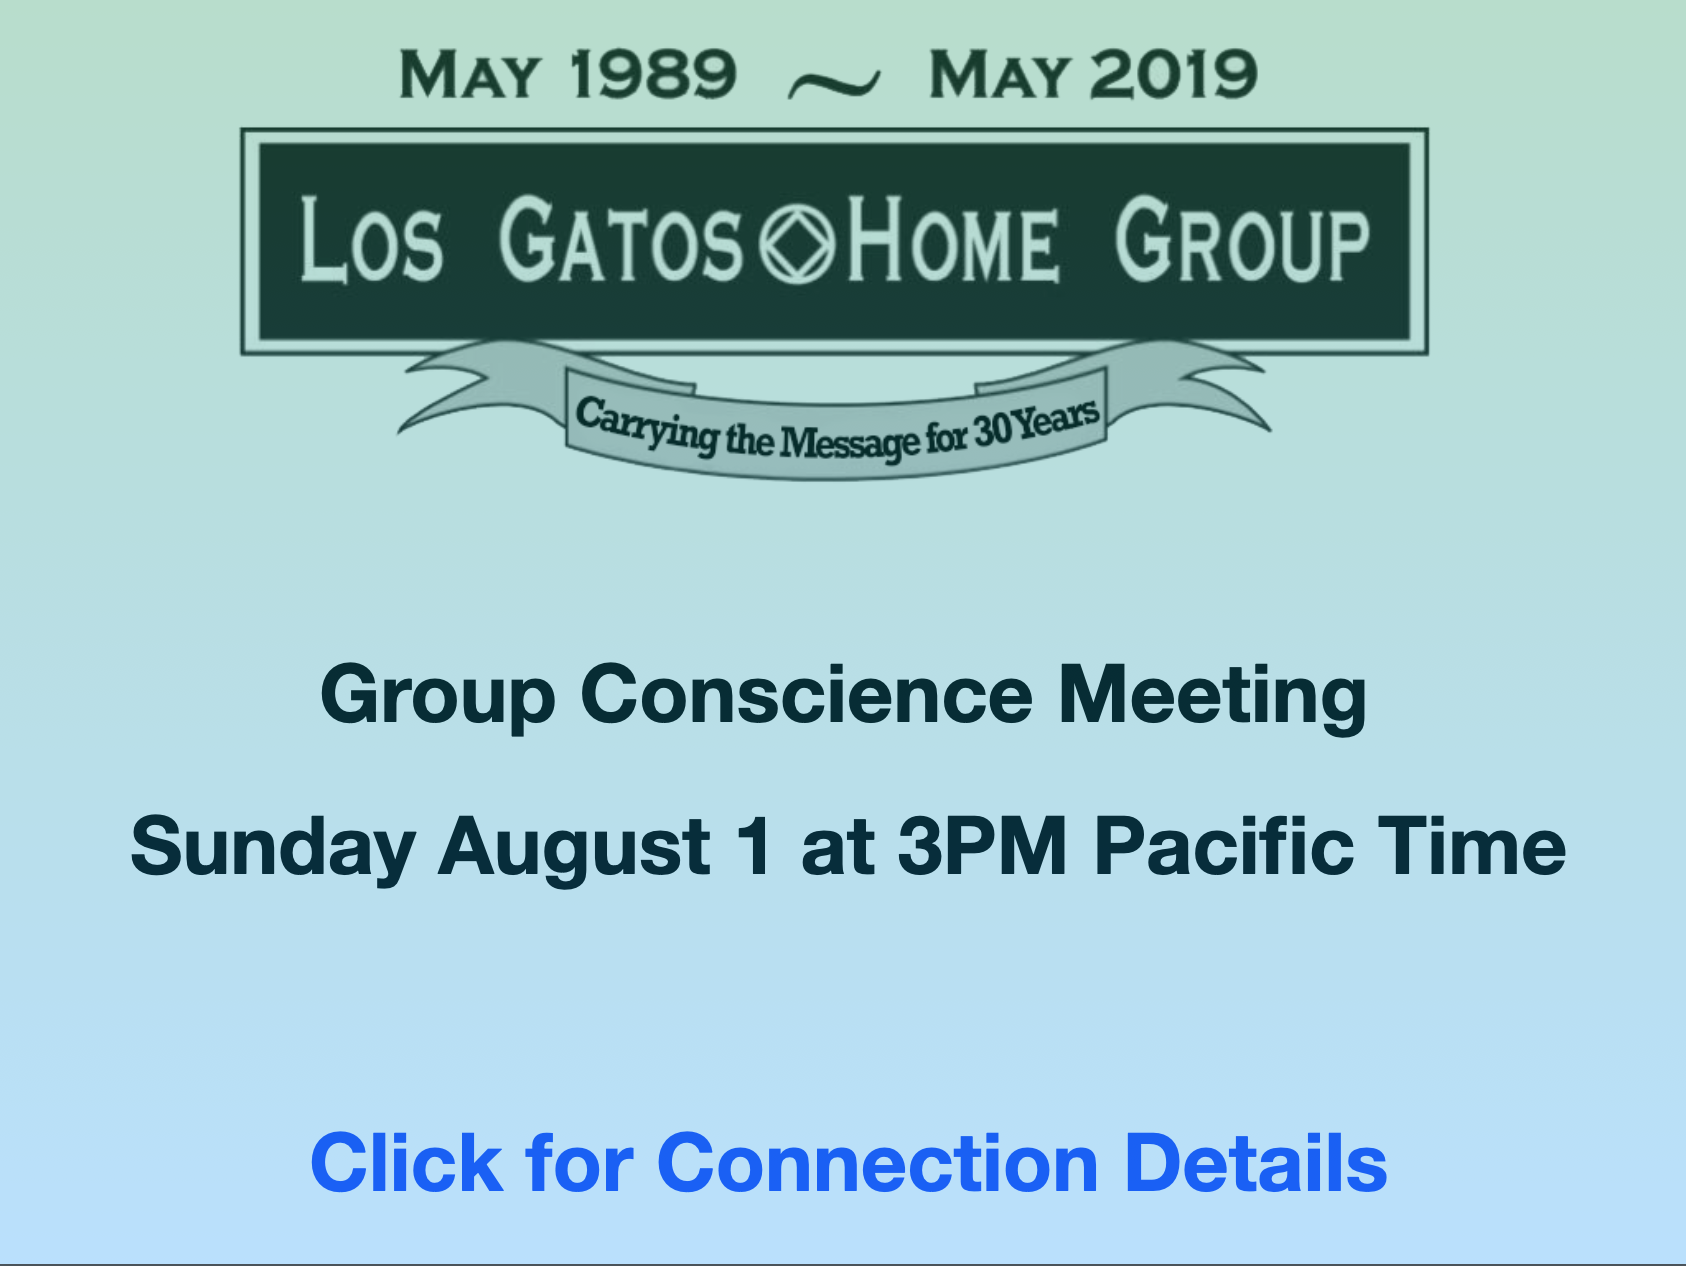 May 1989 ~ May 2019
Los Gatos Home Group
Carrying the Message for 30 Years
Group Conscience Meeting
Sunday August 1 at 3PM Pacific Time
Click for Connection Details